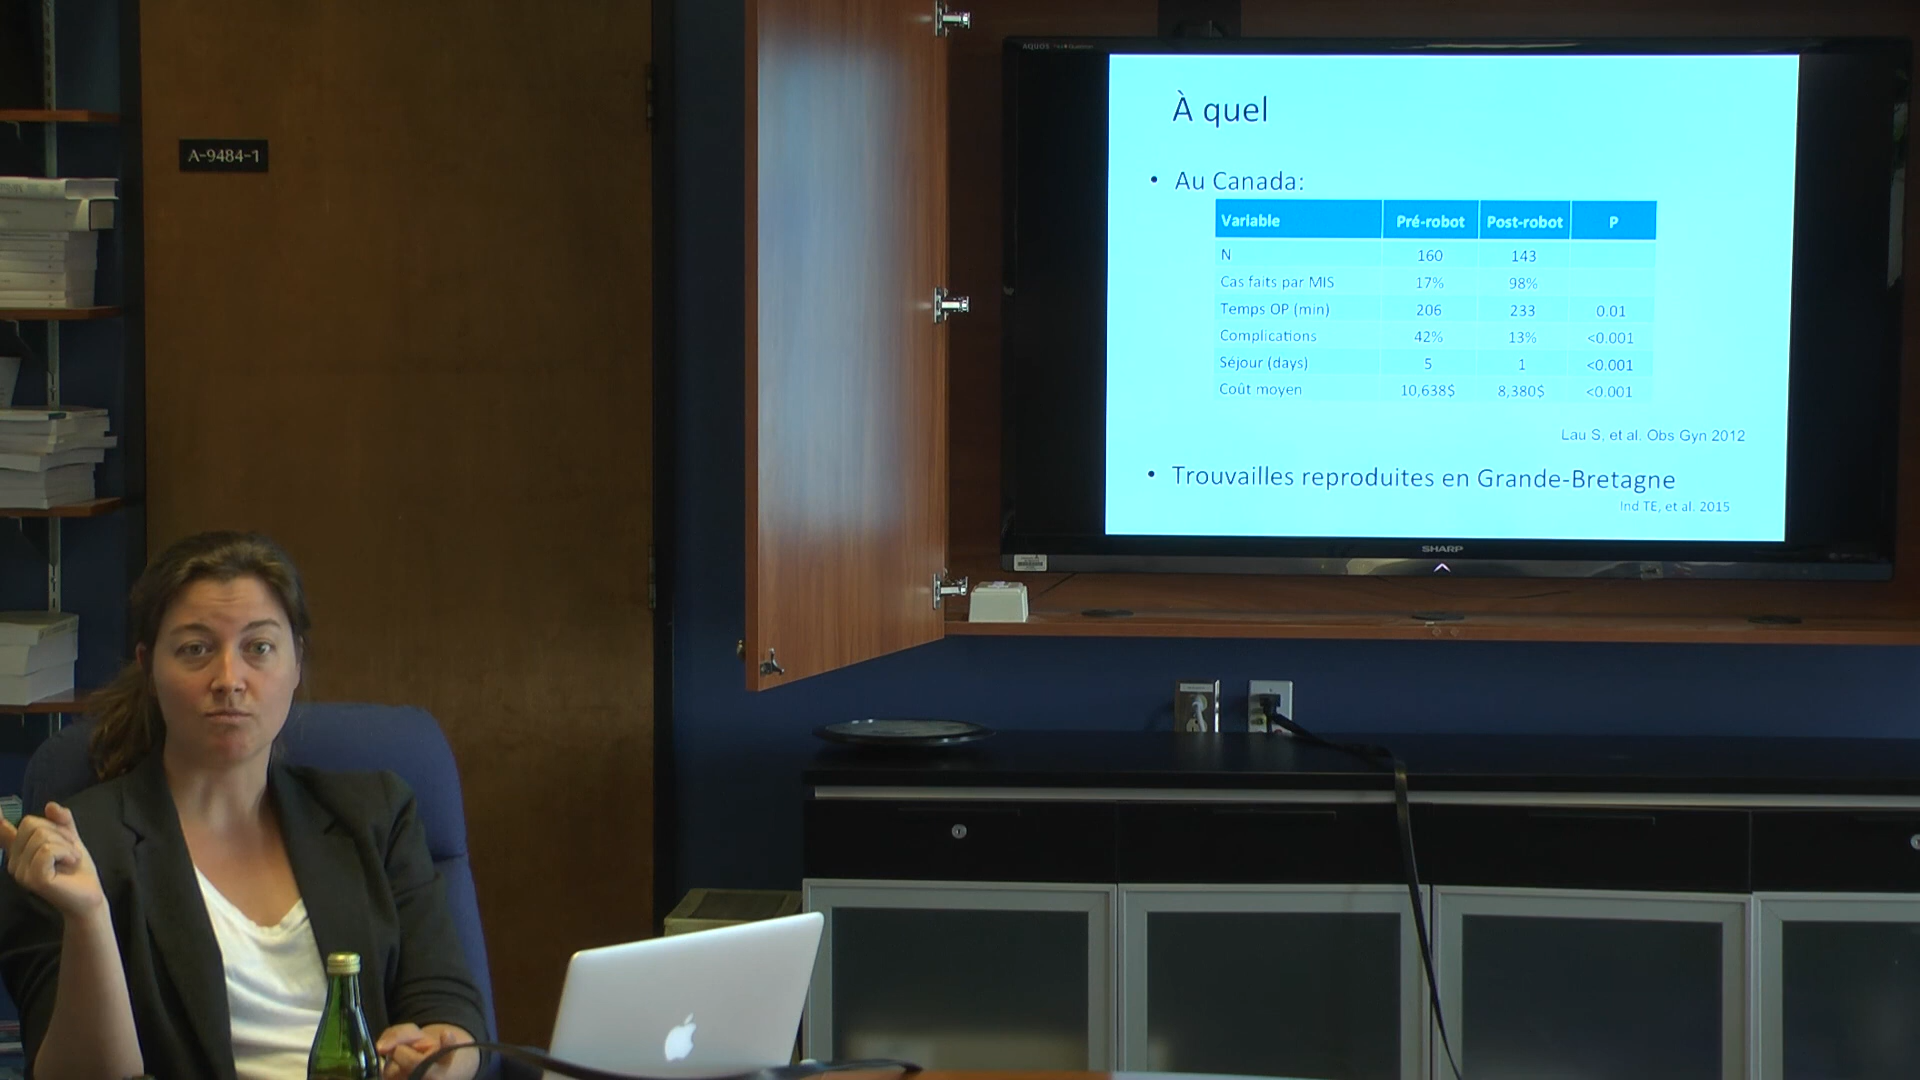 A-9484-1
AQUOS
À quel
• Au Canada:
Variable Pré-robot Post-robot P
N 160 143
Cas faits par MIS 17% 98%
Temps OP (min) 206 233 0.01
Complications 42% 13% <0.001
Séjour (days) 5 1 <0.001
Coût moyen 10,638$ 8,380$ <0.001
Lau S, et al. Obs Gyn 2012
• Trouvailles reproduites en Grande-Bretagne
Ind TE, et al. 2015
SHARP